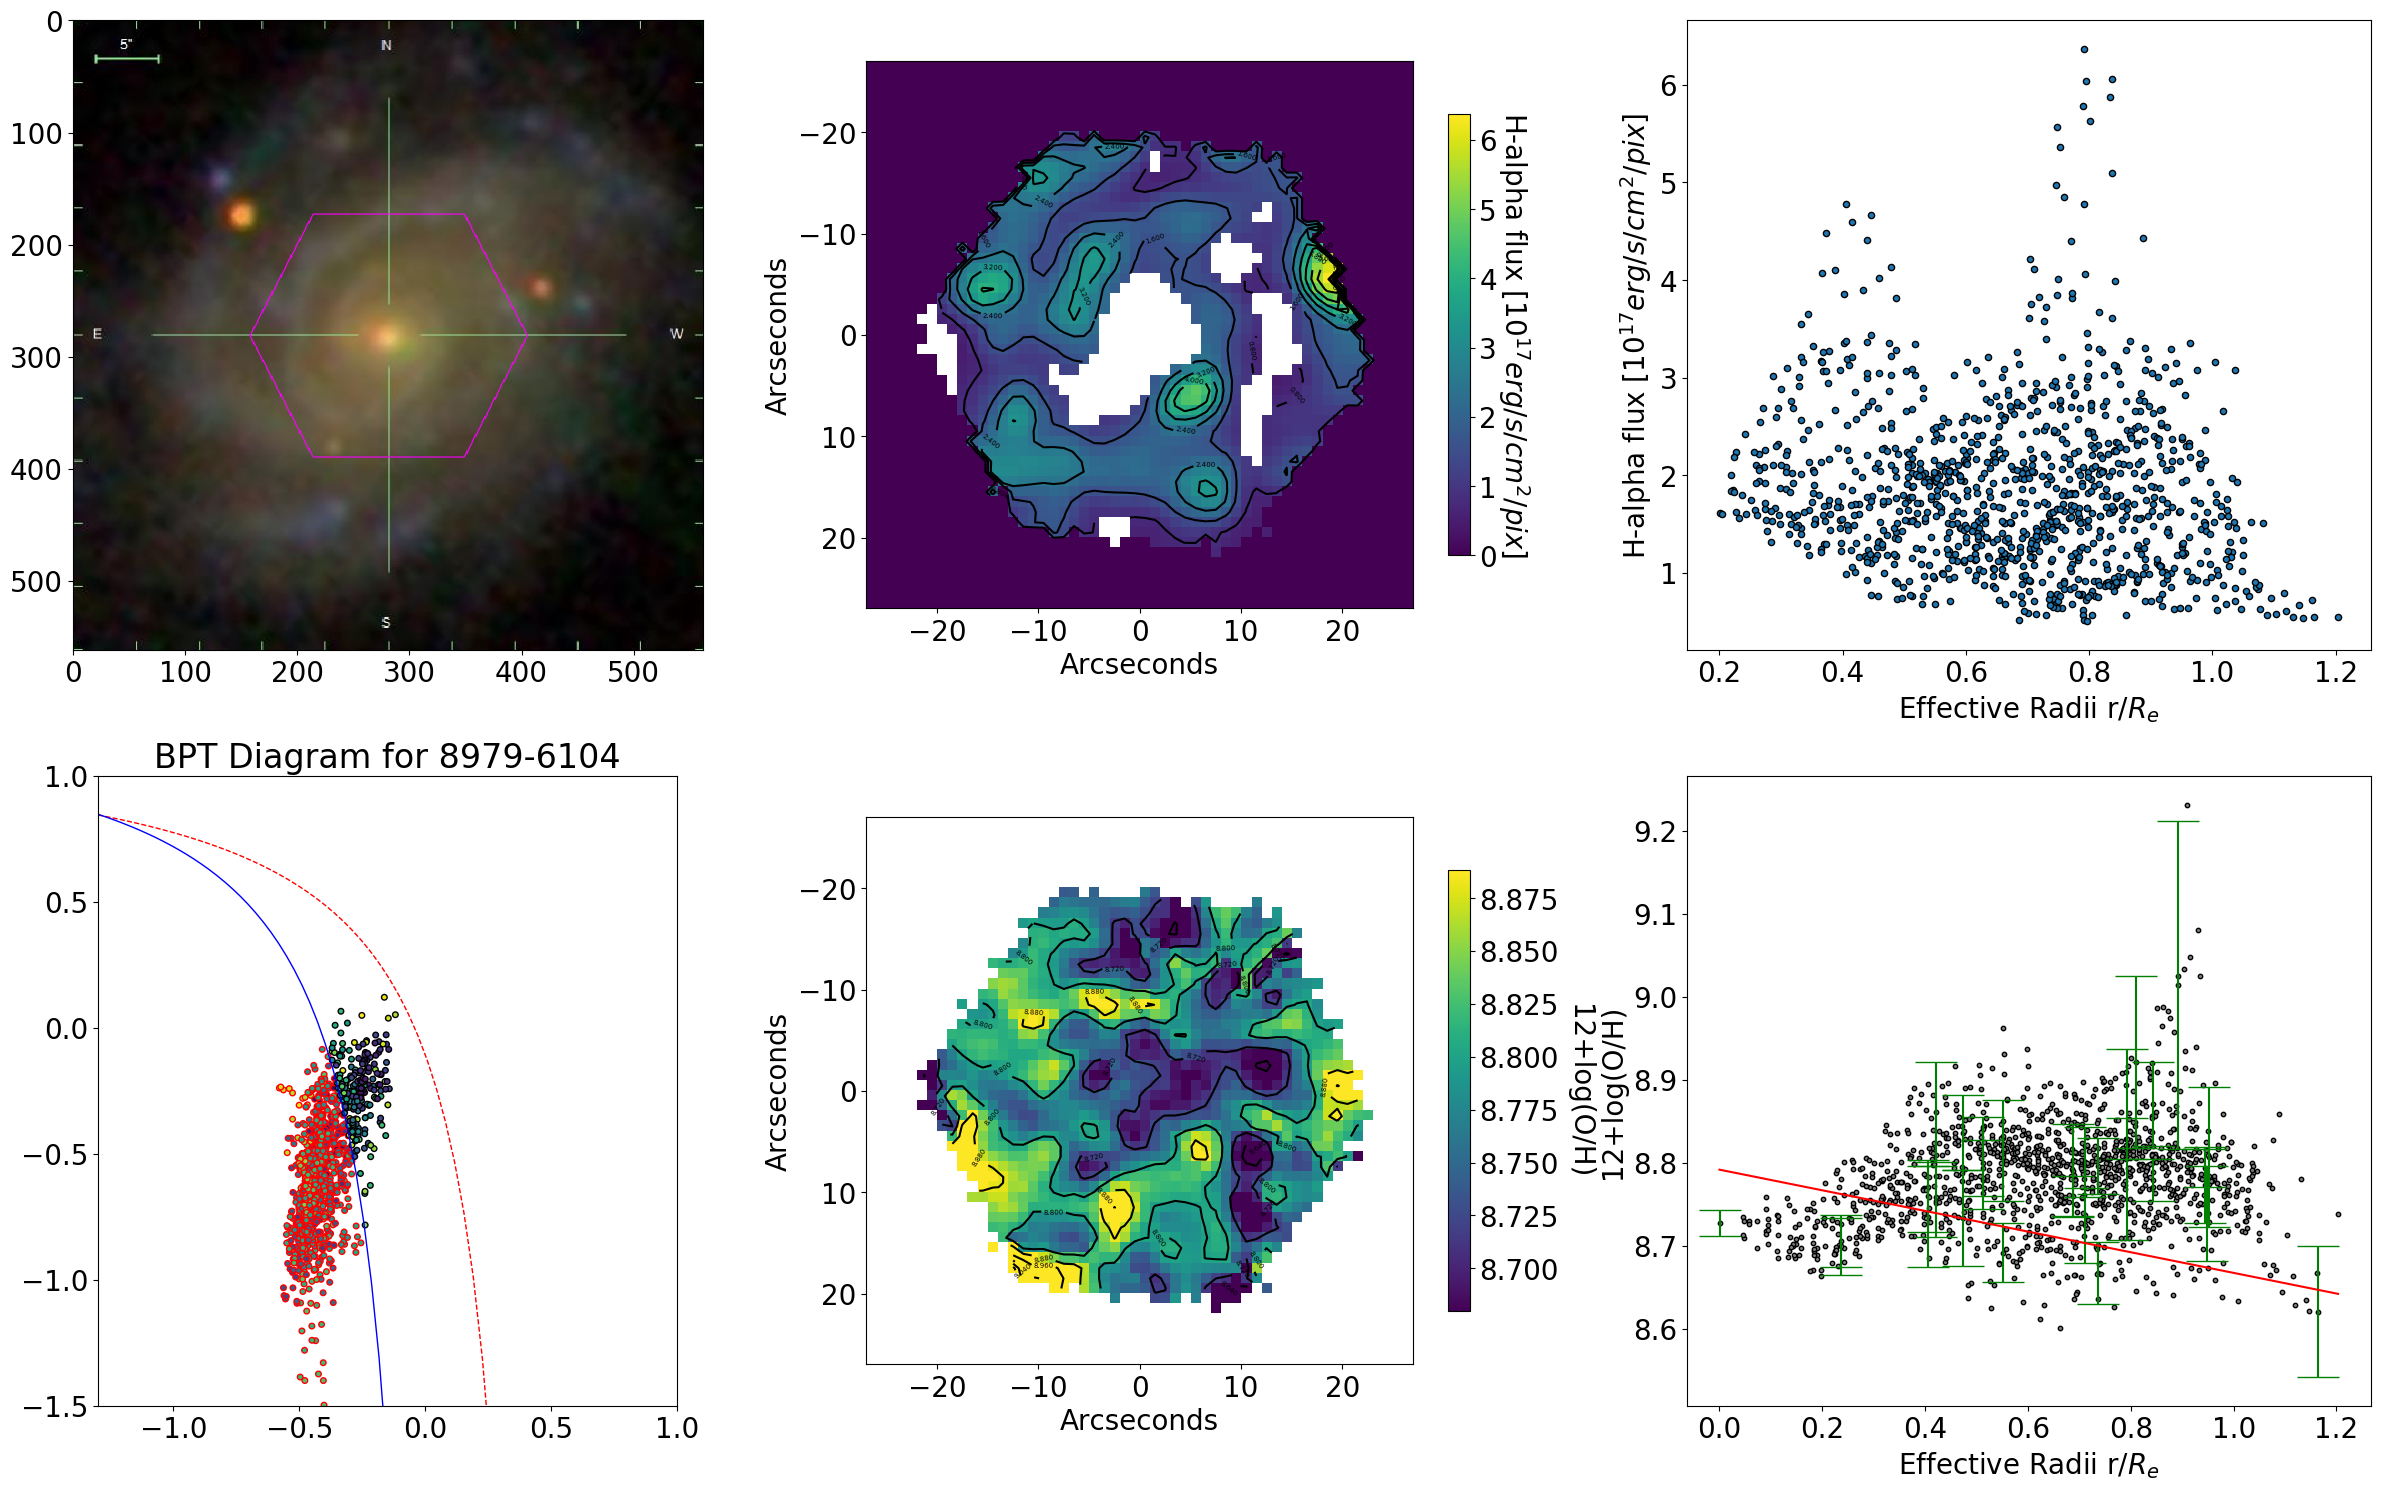 0
100
200
300
400
500
5"
N
E
W
S
0 100 200 300 400 500
−20
−10
0
10
20
Arcseconds
−20 −10 0 10 20
Arcseconds
6
5
4
3
2
1
0
H-alpha flux [10^17 erg/s/cm^2/pix]
H-alpha flux [10^17 erg/s/cm^2/pix]
6
5
4
3
2
1
0.2 0.4 0.6 0.8 1.0 1.2
Effective Radii r/R_e
BPT Diagram for 8979-6104
1.0
0.5
0.0
−0.5
−1.0
−1.5
−1.0 −0.5 0.0 0.5 1.0
−20
−10
0
10
20
Arcseconds
−20 −10 0 10 20
Arcseconds
8.875
8.850
8.825
8.800
8.775
8.750
8.725
8.700
12+log(O/H)
12+log(O/H)
9.2
9.1
9.0
8.9
8.8
8.7
8.6
0.0 0.2 0.4 0.6 0.8 1.0 1.2
Effective Radii r/R_e